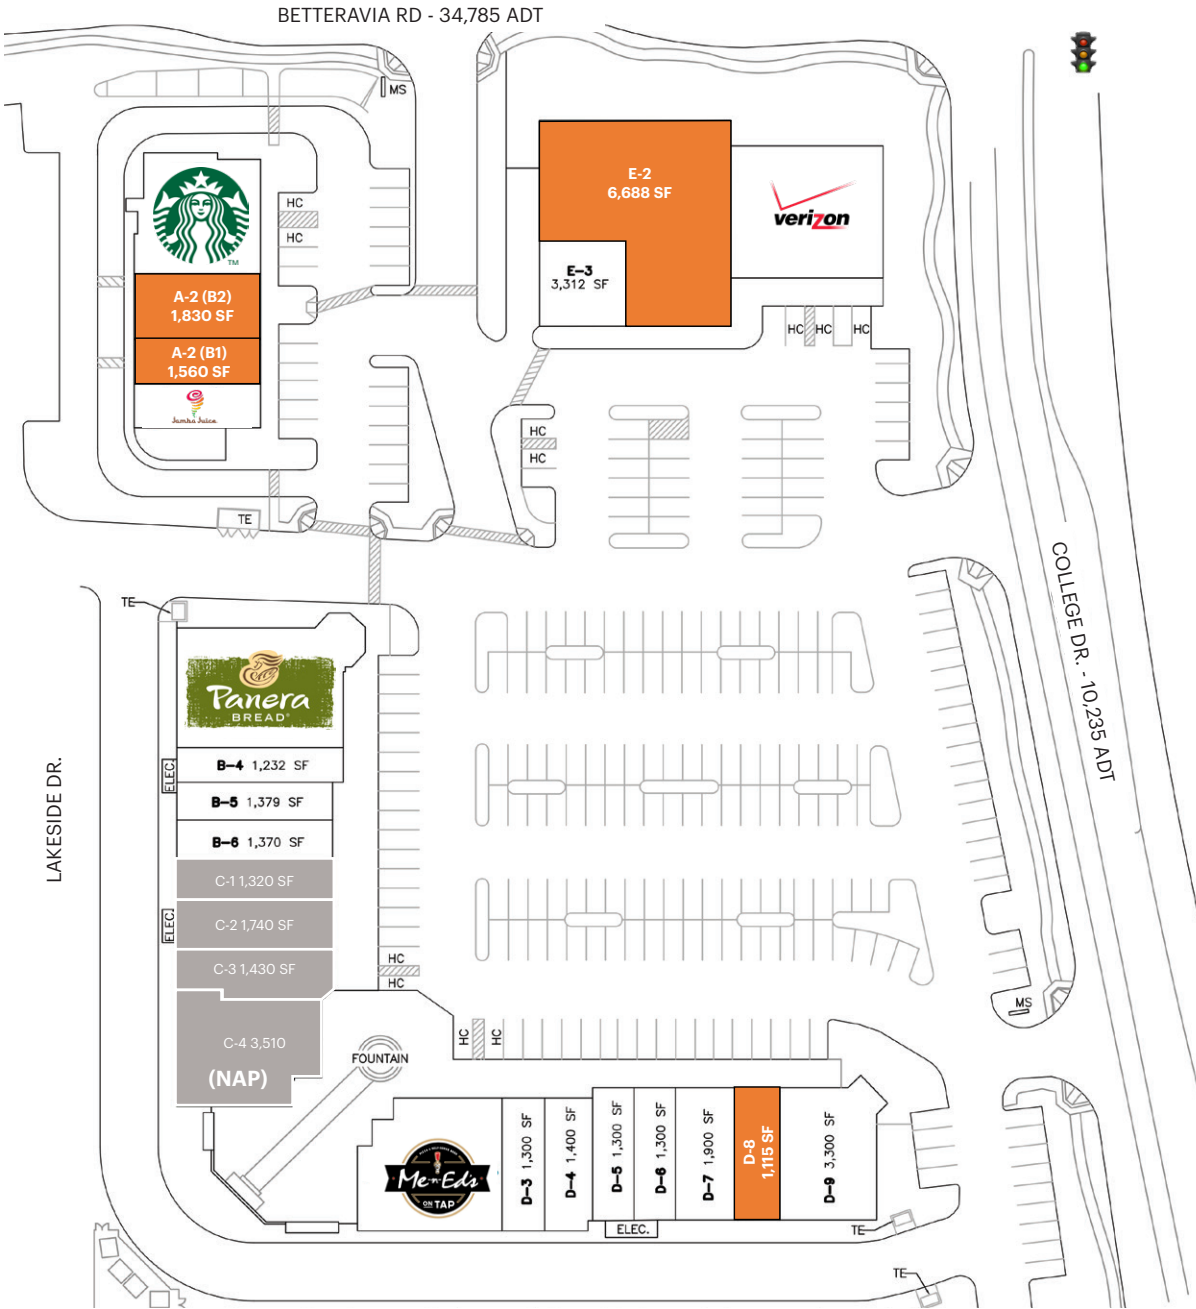 BETTERAVIA RD - 34,785 ADT
MS
HC
HC
TM
A-2 (B2)
1,830 SF
A-2 (B1)
1,560 SF
Jamba Juice
E-2
6,688 SF
E-3
3,312 SF
verizon
HC
HC
HC
HC
HC
TE
COLLEGE DR. - 10,235 ADT
TE
Panera
BREAD®
LAKESIDE DR.
ELEC.
B-4 1,232 SF
B-5 1,379 SF
B-6 1,370 SF
C-1 1,320 SF
ELEC.
C-2 1,740 SF
C-3 1,430 SF
C-4 3,510
(NAP)
HC
HC
MS
HC
HC
FOUNTAIN
Me-n-Ed's
ON TAP
D-3 1,300 SF
D-4 1,400 SF
D-5 1,300 SF
D-6 1,300 SF
D-7 1,900 SF
D-8
1,115 SF
D-9 3,300 SF
ELEC.
TE
TE